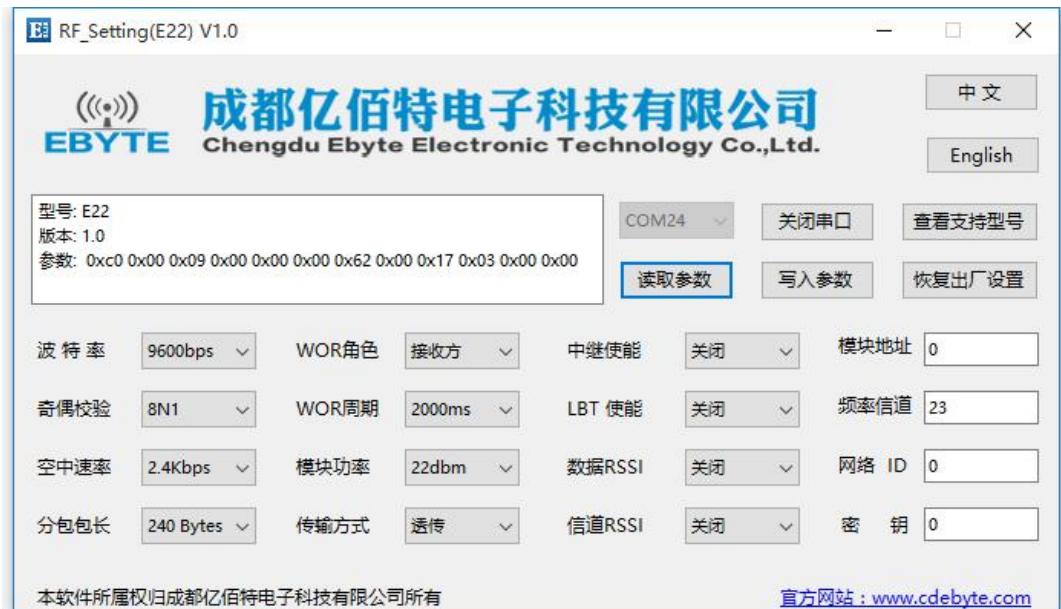 RF_Setting(E22) V1.0
EBYTE
成都亿佰特电子科技有限公司
Chengdu Ebyte Electronic Technology Co.,Ltd.
中 文
English
型号: E22
版本: 1.0
参数: 0xc0 0x00 0x09 0x00 0x00 0x00 0x62 0x00 0x17 0x03 0x00 0x00
COM24 关闭串口 查看支持型号
读取参数 写入参数 恢复出厂设置
波 特 率 9600bps WOR角色 接收方 中继使能 关闭 模块地址 0
奇偶校验 8N1 WOR周期 2000ms LBT 使能 关闭 频率信道 23
空中速率 2.4Kbps 模块功率 22dbm 数据RSSI 关闭 网络 ID 0
分包包长 240 Bytes 传输方式 透传 信道RSSI 关闭 密 钥 0
本软件所属权归成都亿佰特电子科技有限公司所有 官方网站：www.cdebyte.com